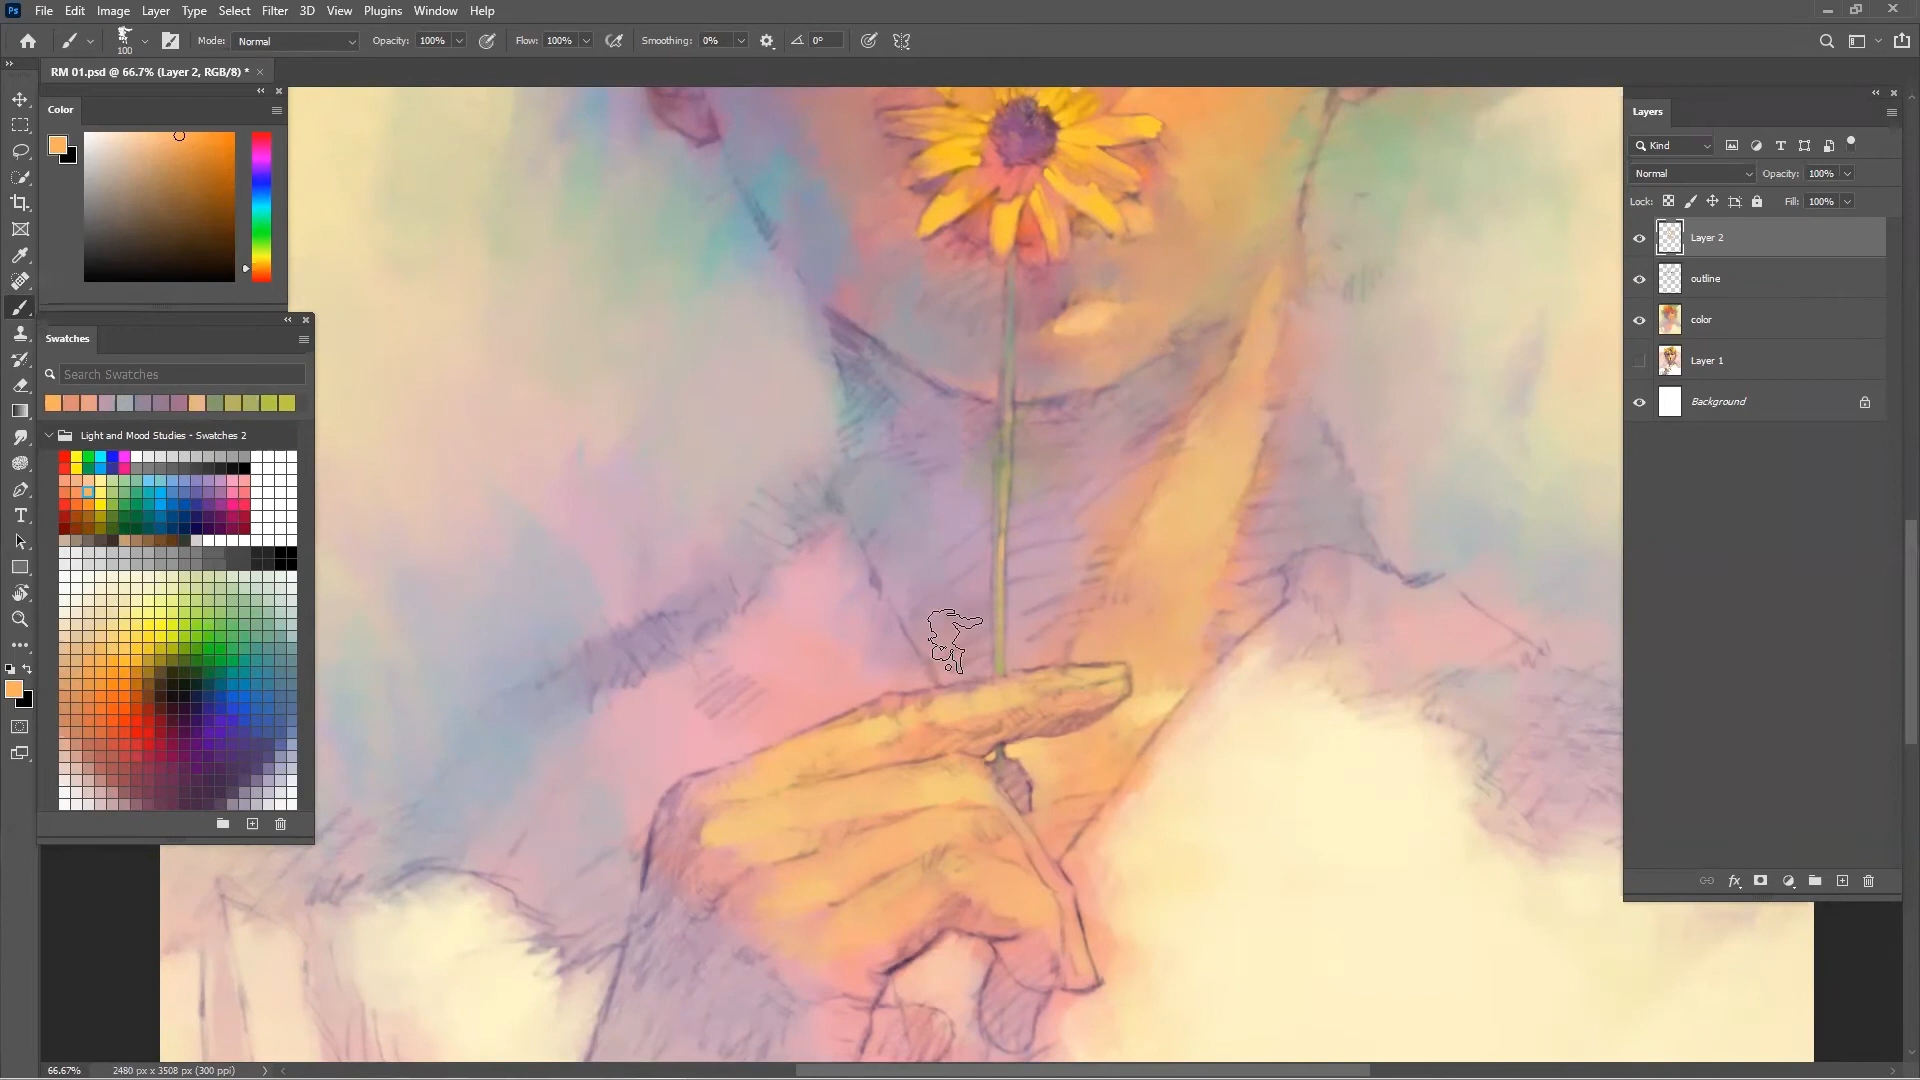 Ps File Edit Image Layer Type Select Filter 3D View Plugins Window Help
100 Mode: Normal Opacity: 100% Flow: 100% Smoothing: 0% 0°
RM 01.psd @ 66.7% (Layer 2, RGB/8) *
Color
Swatches
Search Swatches
Light and Mood Studies - Swatches 2
Layers
Kind
Normal Opacity: 100%
Lock: Fill: 100%
Layer 2
outline
color
Layer 1
Background
fx
66.67% 2480 px x 3508 px (300 ppi)